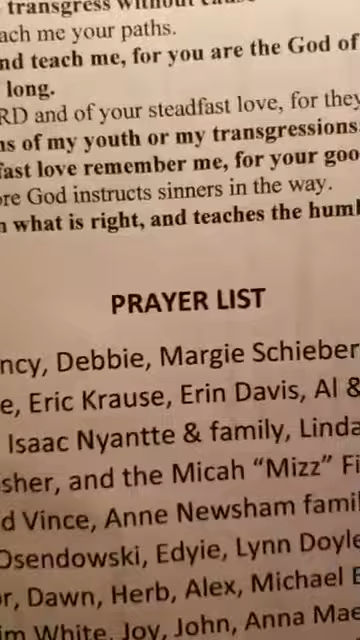 transgress without cause
ach me your paths.
nd teach me, for you are the God of
long.
RD and of your steadfast love, for they
ns of my youth or my transgressions;
fast love remember me, for your goo
re God instructs sinners in the way.
n what is right, and teaches the humb
PRAYER LIST
ncy, Debbie, Margie Schieber
e, Eric Krause, Erin Davis, Al &
Isaac Nyantte & family, Linda
sher, and the Micah “Mizz” Fi
d Vince, Anne Newsham famil
Osendowski, Edyie, Lynn Doyle
or, Dawn, Herb, Alex, Michael E
im White, Joy, John, Anna Mae